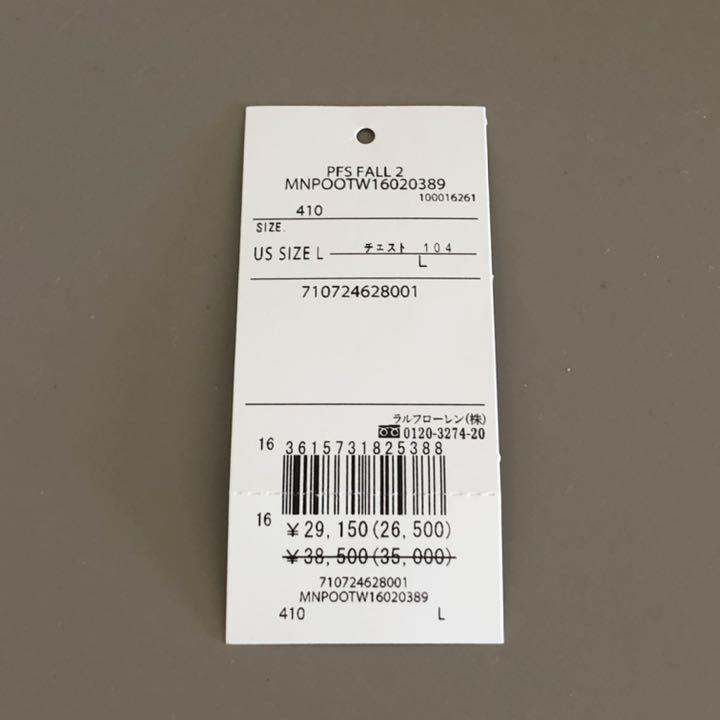 PFS FALL 2
MNPOOTW16020389
100016261
410
SIZE.
US SIZE L
チェスト 104
L
710724628001
ラルフローレン(株)
0120-3274-20
16 3615731825388
16 ¥29,150(26,500)
¥38,500(35,000)
710724628001
MNPOOTW16020389
410 L